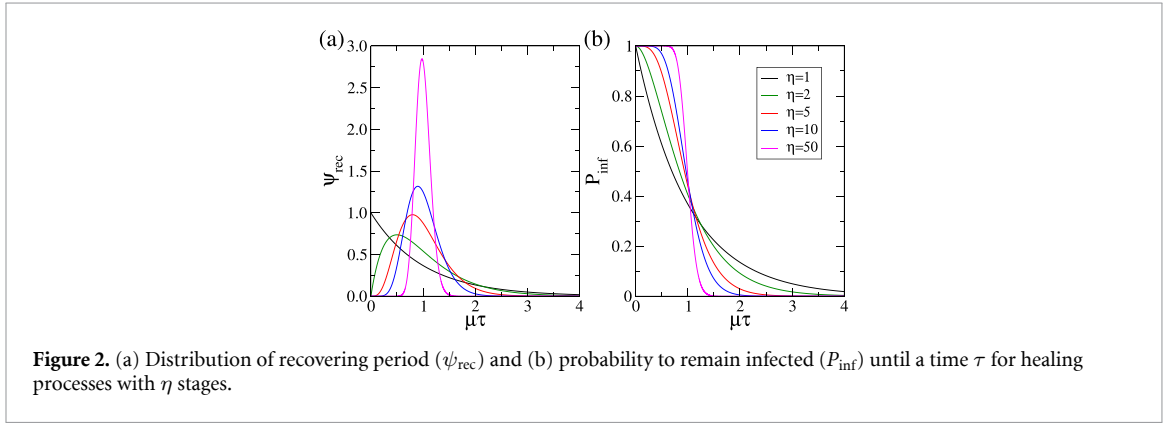 (a)
3.0
2.5
2.0
1.5
1.0
0.5
0.0
ψrec
0 1 2 3 4
μτ
(b)
1
0.8
0.6
0.4
0.2
0
Pinf
0 1 2 3 4
μτ
η=1
η=2
η=5
η=10
η=50
Figure 2. (a) Distribution of recovering period (ψrec) and (b) probability to remain infected (Pinf) until a time τ for healing
processes with η stages.